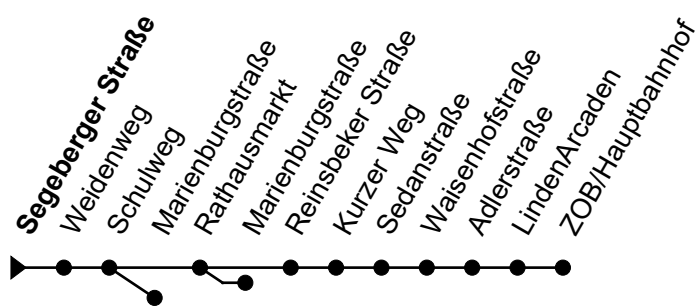 Segeberger Straße
Weidenweg
Schulweg
Marienburgstraße
Rathausmarkt
Marienburgstraße
Reinsbeker Straße
Kurzer Weg
Sedanstraße
Waisenhofstraße
Adlerstraße
LindenArcaden
ZOB/Hauptbahnhof